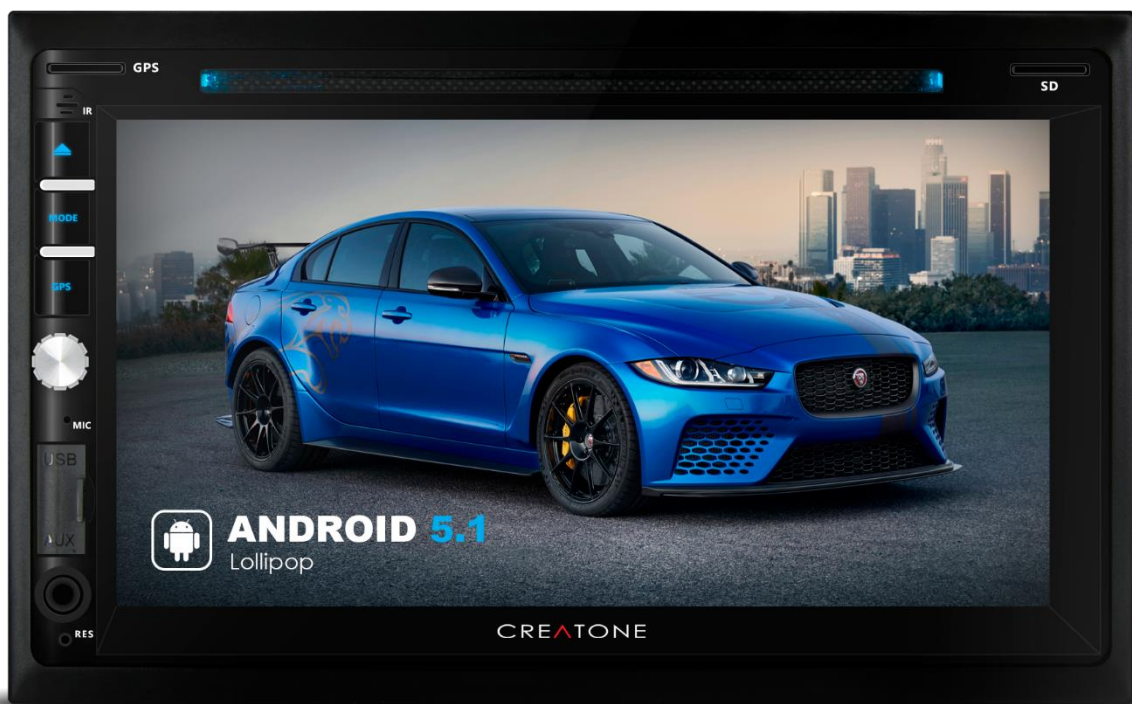 GPS
SD
IR
MODE
GPS
MIC
USB
AUX
RES
ANDROID 5.1
Lollipop
CREATONE